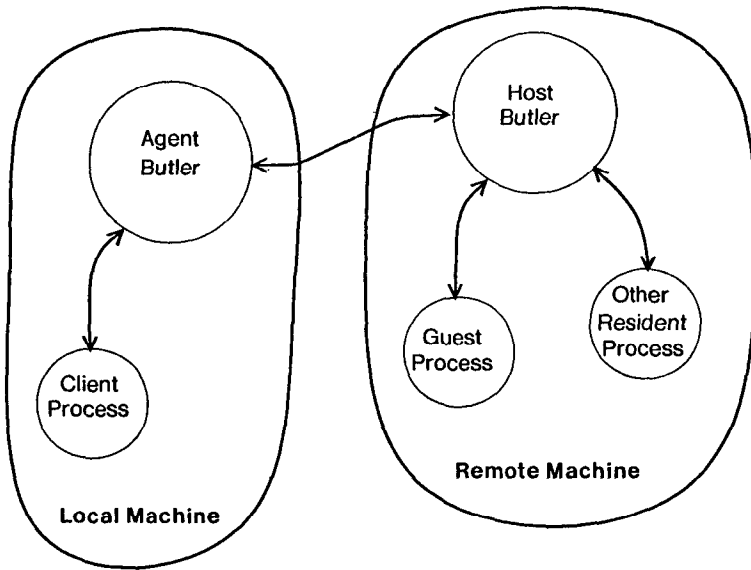 Agent
Butler
Client
Process
Local Machine
Host
Butler
Guest
Process
Other
Resident
Process
Remote Machine